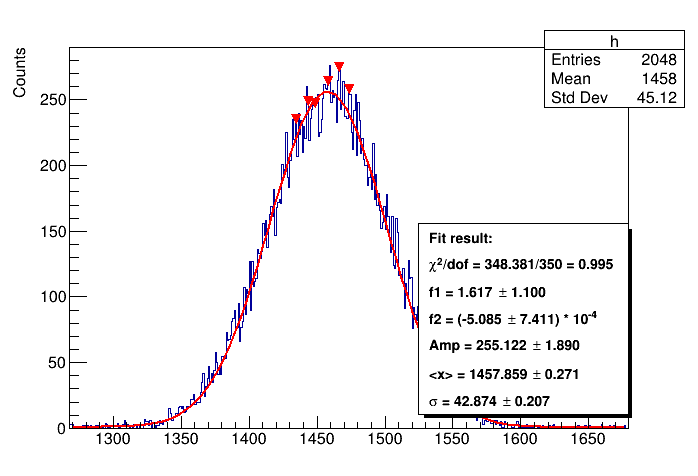 h
Entries 2048
Mean 1458
Std Dev 45.12
Counts
250
200
150
100
50
0
Fit result:
χ²/dof = 348.381/350 = 0.995
f1 = 1.617 ± 1.100
f2 = (-5.085 ± 7.411) * 10⁻⁴
Amp = 255.122 ± 1.890
<x> = 1457.859 ± 0.271
σ = 42.874 ± 0.207
1300 1350 1400 1450 1500 1550 1600 1650